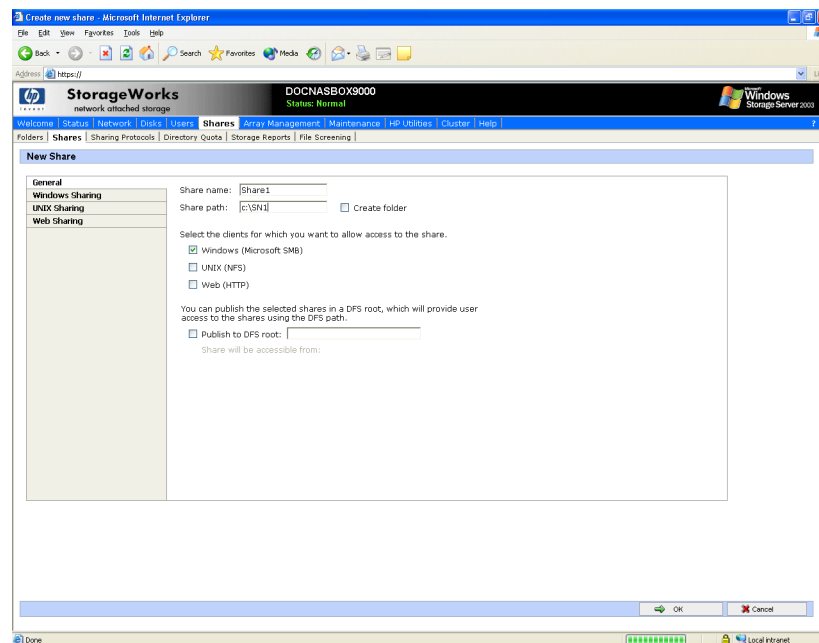 Create new share - Microsoft Internet Explorer
File Edit View Favorites Tools Help
Back Search Favorites Media
Address https://
hp StorageWorks DOCNASBOX9000 Microsoft Windows
invent network attached storage Status: Normal Storage Server 2003
Welcome Status Network Disks Users Shares Array Management Maintenance HP Utilities Cluster Help ?
Folders Shares Sharing Protocols Directory Quota Storage Reports File Screening
New Share
General
Windows Sharing
UNIX Sharing
Web Sharing
Share name: Share1
Share path: c:\SN1 Create folder
Select the clients for which you want to allow access to the share.
Windows (Microsoft SMB)
UNIX (NFS)
Web (HTTP)
You can publish the selected shares in a DFS root, which will provide user
access to the shares using the DFS path.
Publish to DFS root:
Share will be accessible from:
OK Cancel
Done Local intranet